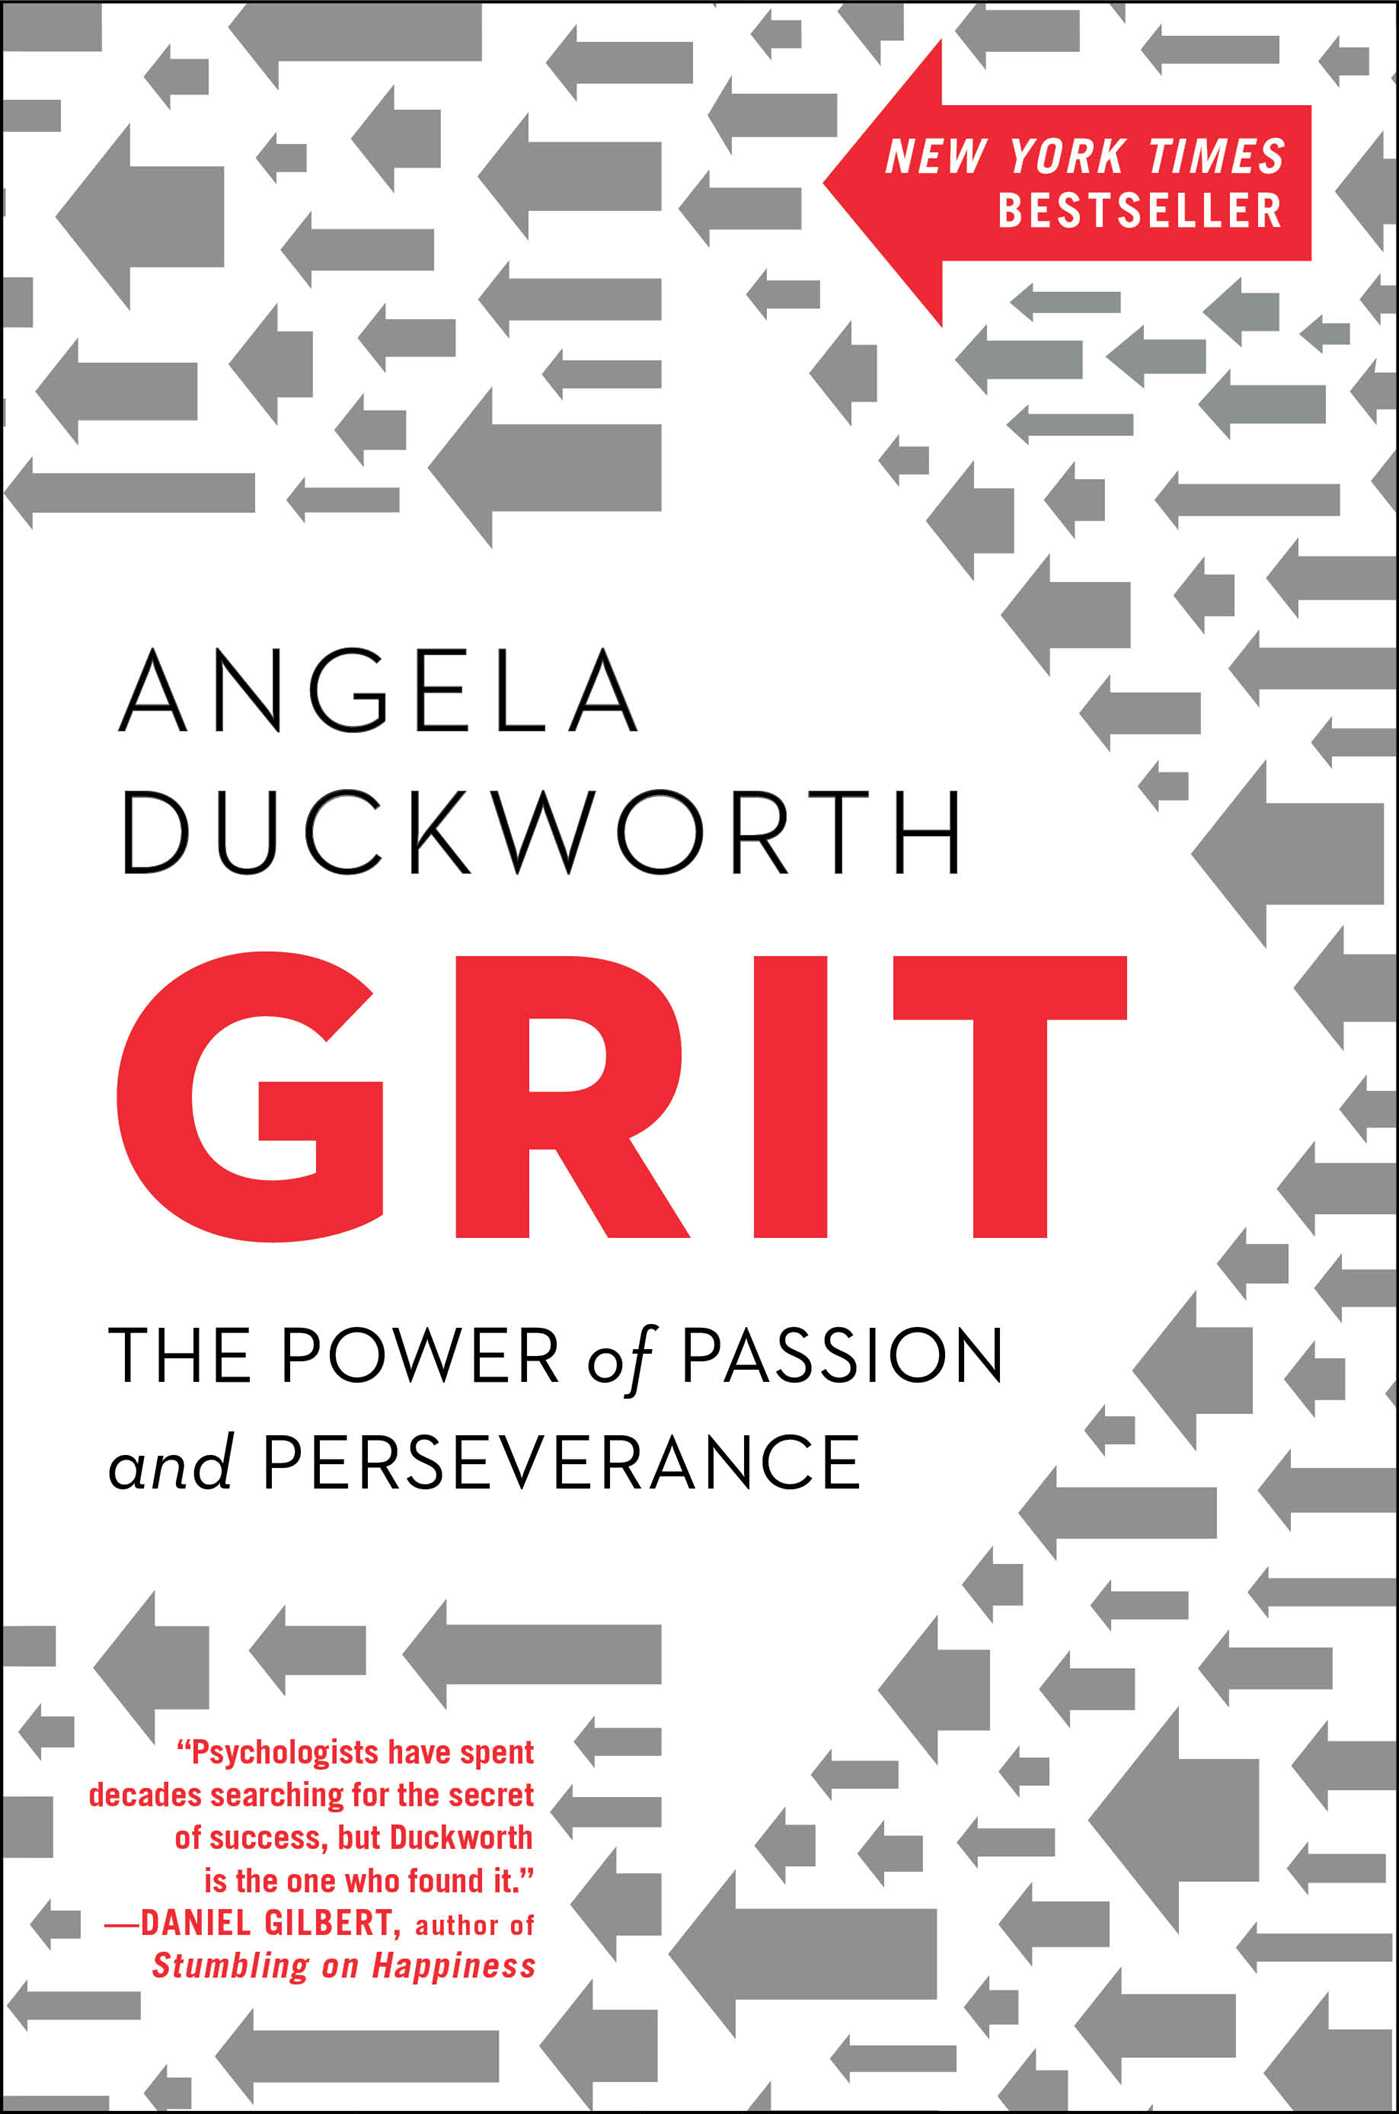 NEW YORK TIMES
BESTSELLER
ANGELA
DUCKWORTH
GRIT
THE POWER of PASSION
and PERSEVERANCE
“Psychologists have spent
decades searching for the secret
of success, but Duckworth
is the one who found it.”
—DANIEL GILBERT, author of
Stumbling on Happiness